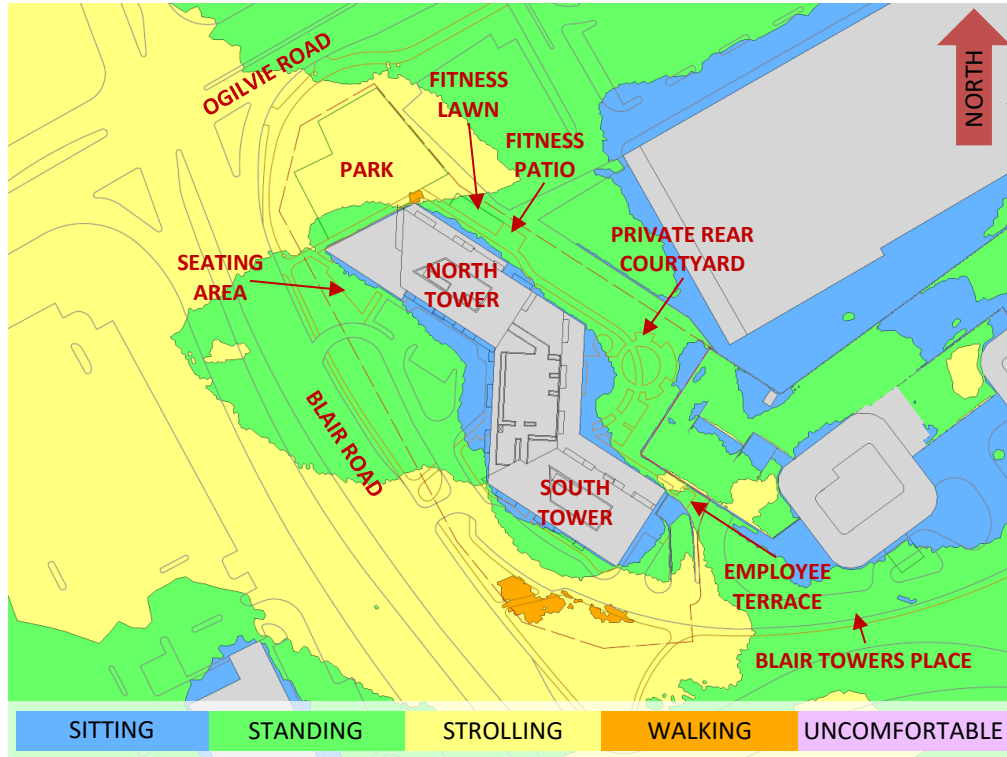 OGILVIE ROAD
NORTH
FITNESS
LAWN
FITNESS
PATIO
PARK
PRIVATE REAR
COURTYARD
SEATING
AREA
NORTH
TOWER
BLAIR ROAD
SOUTH
TOWER
EMPLOYEE
TERRACE
BLAIR TOWERS PLACE
SITTING
STANDING
STROLLING
WALKING
UNCOMFORTABLE